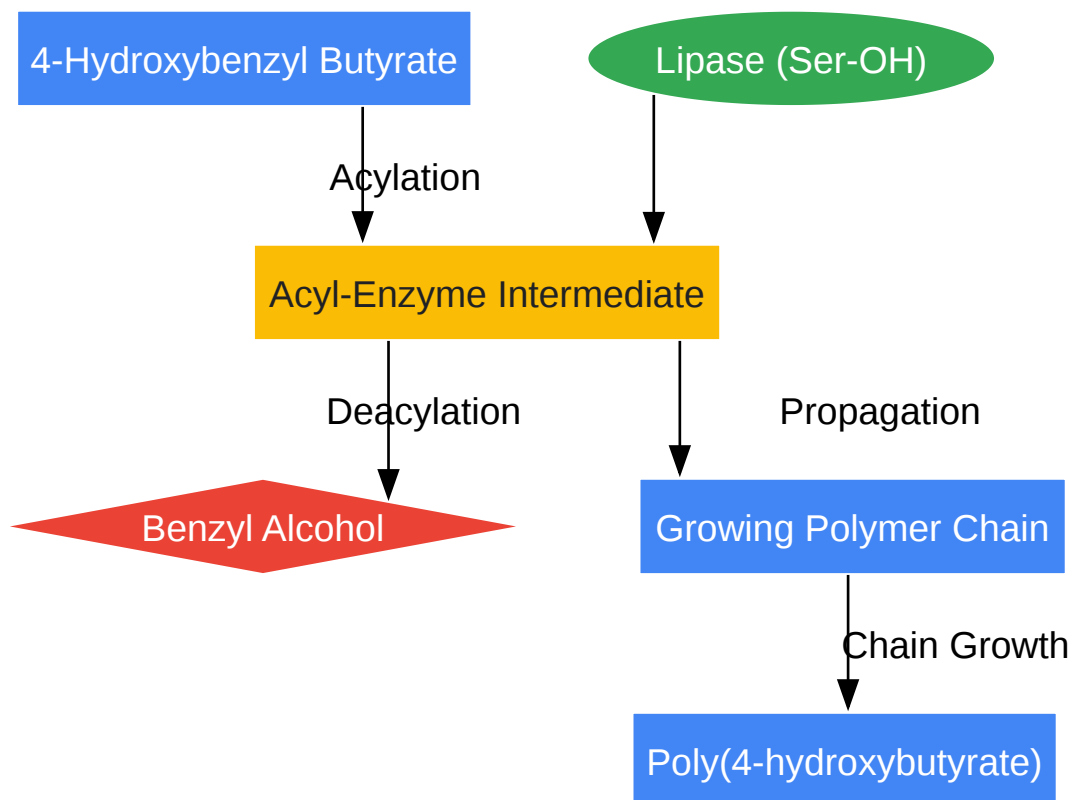 4-Hydroxybenzyl Butyrate
Lipase (Ser-OH)
Acylation
Acyl-Enzyme Intermediate
Deacylation
Propagation
Benzyl Alcohol
Growing Polymer Chain
Chain Growth
Poly(4-hydroxybutyrate)